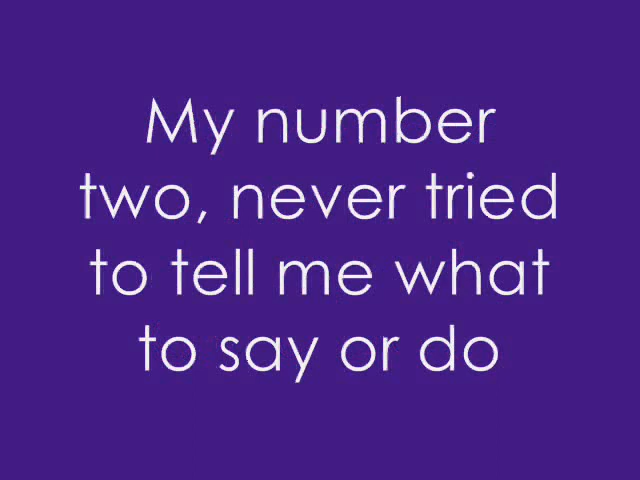 My number
two, never tried
to tell me what
to say or do